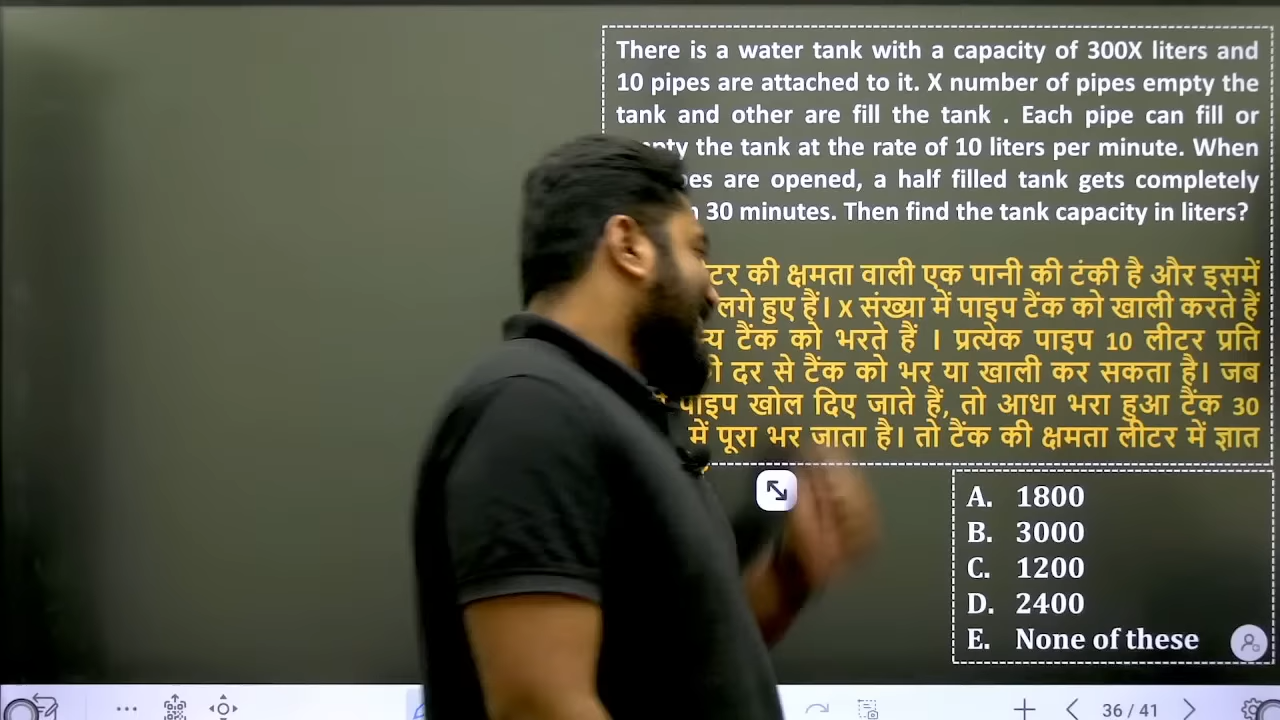 There is a water tank with a capacity of 300X liters and
10 pipes are attached to it. X number of pipes empty the
tank and other are fill the tank . Each pipe can fill or
the tank at the rate of 10 liters per minute. When
are opened, a half filled tank gets completely
30 minutes. Then find the tank capacity in liters?
की क्षमता वाली एक पानी की टंकी है और इसमें
लगे हुए हैं। X संख्या में पाइप टैंक को खाली करते हैं
टैंक को भरते हैं । प्रत्येक पाइप 10 लीटर प्रति
दर से टैंक को भर या खाली कर सकता है। जब
पाइप खोल दिए जाते हैं, तो आधा भरा हुआ टैंक 30
में पूरा भर जाता है। तो टैंक की क्षमता लीटर में ज्ञात
A. 1800
B. 3000
C. 1200
D. 2400
E. None of these
36 / 41